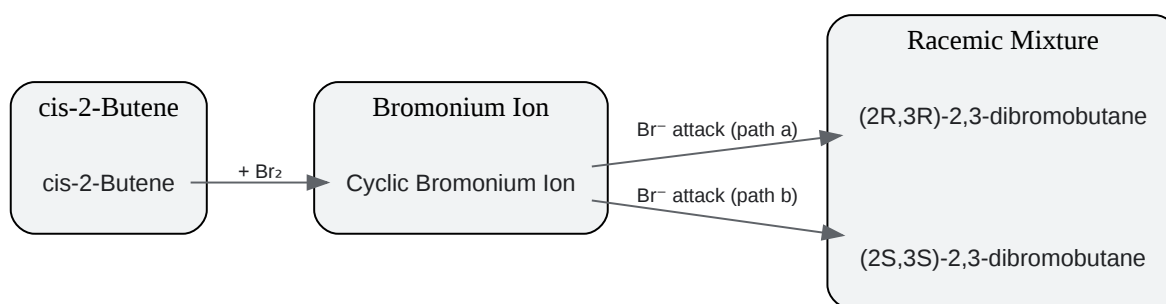 cis-2-Butene
cis-2-Butene
+ Br₂
Bromonium Ion
Cyclic Bromonium Ion
Br⁻ attack (path a)
Br⁻ attack (path b)
Racemic Mixture
(2R,3R)-2,3-dibromobutane
(2S,3S)-2,3-dibromobutane